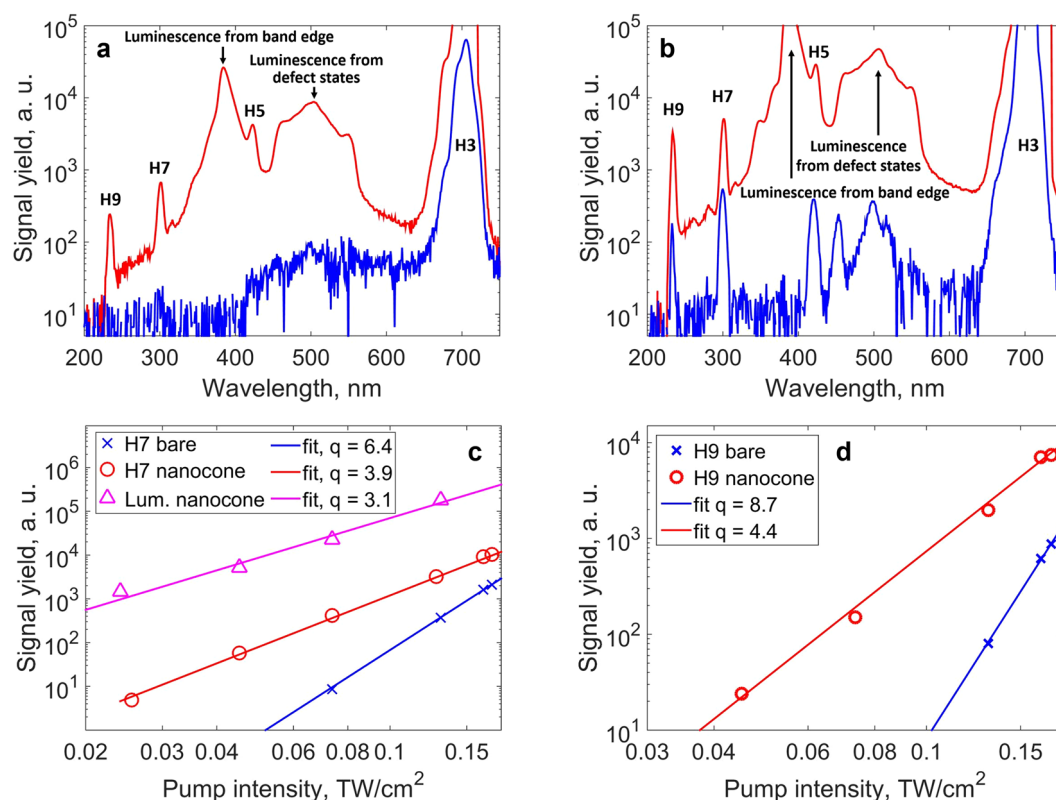 10^5
a
Luminescence from band edge
Luminescence from
defect states
H5
H7
H9
H3
10^4
10^3
10^2
10^1
Signal yield, a. u.
200 300 400 500 600 700
Wavelength, nm
10^5
b
H5
H9
H7
H3
Luminescence
from defect states
Luminescence from band edge
10^4
10^3
10^2
10^1
Signal yield, a. u.
200 300 400 500 600 700
Wavelength, nm
c
H7 bare
H7 nanocone
Lum. nanocone
fit, q = 6.4
fit, q = 3.9
fit, q = 3.1
10^6
10^5
10^4
10^3
10^2
10^1
Signal yield, a. u.
0.02 0.04 0.06 0.08 0.1 0.15
Pump intensity, TW/cm^2
d
H9 bare
H9 nanocone
fit q = 8.7
fit q = 4.4
10^4
10^3
10^2
10^1
Signal yield, a. u.
0.03 0.04 0.06 0.08 0.1 0.15
Pump intensity, TW/cm^2